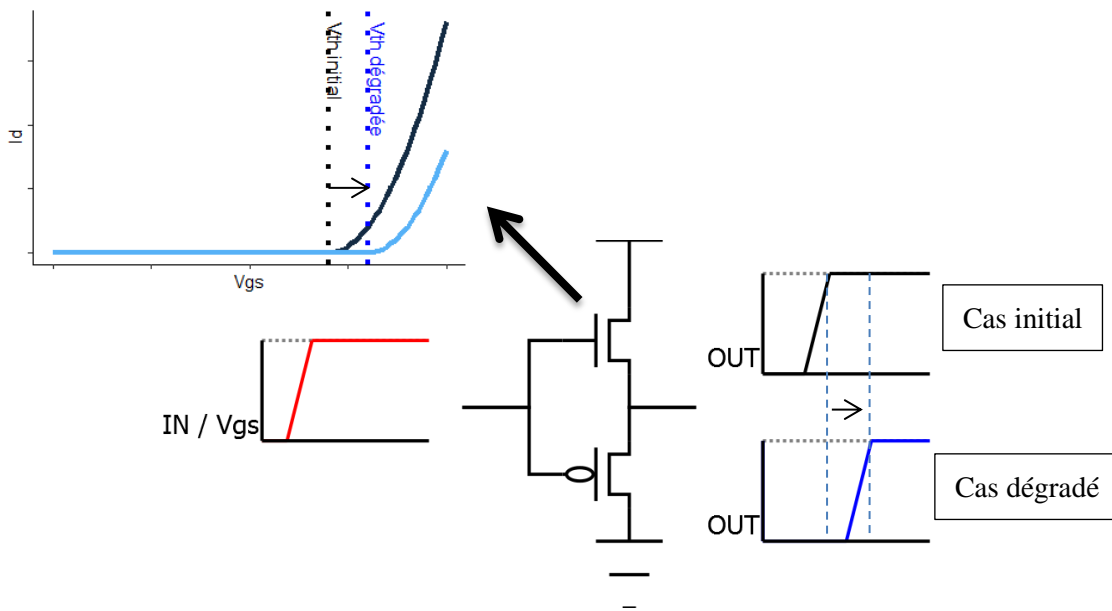 Vth initial
Vth dégradée
Id
Vgs
IN / Vgs
OUT
Cas initial
OUT
Cas dégradé